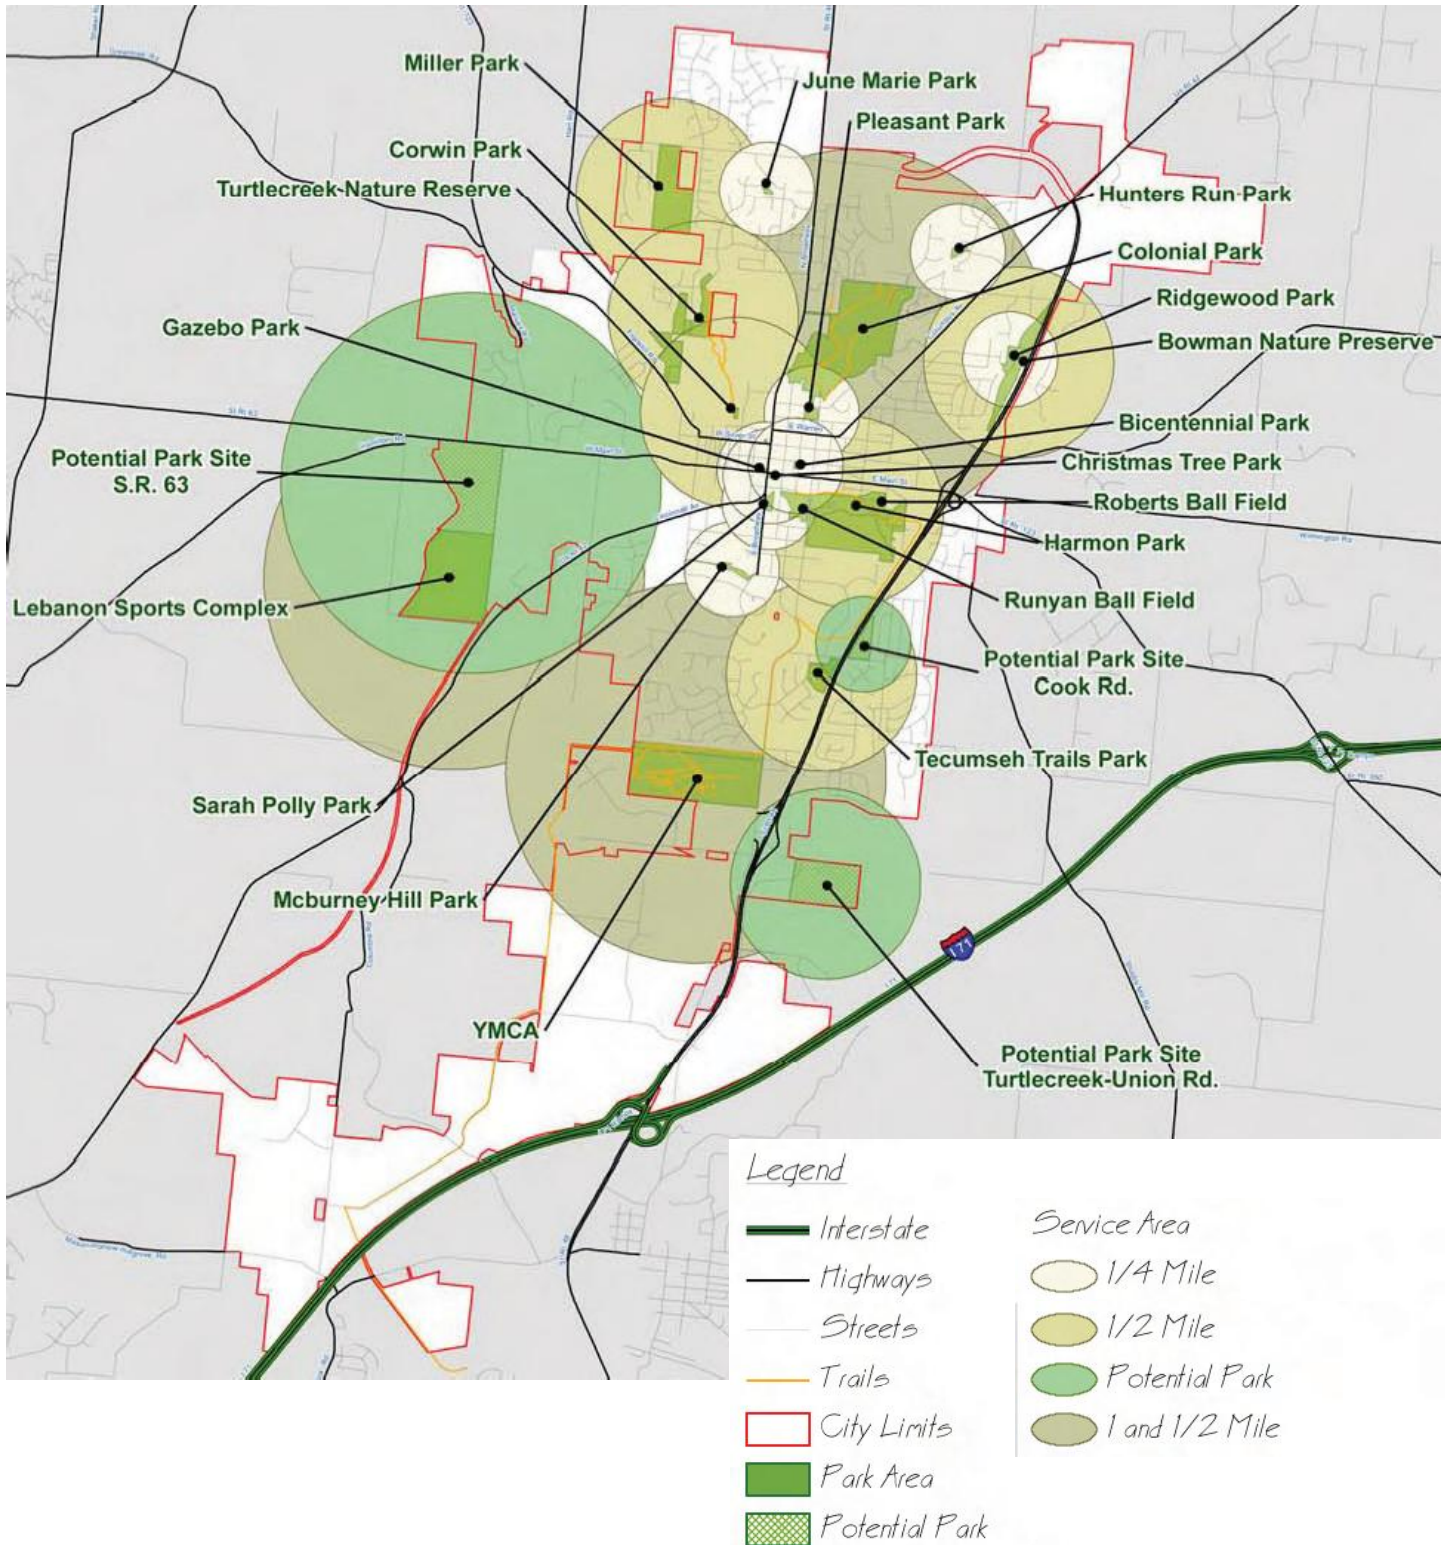 Miller Park
June Marie Park
Pleasant Park
Corwin Park
Turtlecreek Nature Reserve
Hunters Run Park
Colonial Park
Ridgewood Park
Gazebo Park
Bowman Nature Preserve
Bicentennial Park
Potential Park Site
S.R. 63
Christmas Tree Park
Roberts Ball Field
Harmon Park
Lebanon Sports Complex
Runyan Ball Field
Potential Park Site
Cook Rd.
Tecumseh Trails Park
Sarah Polly Park
Mcburney Hill Park
I 71
YMCA
Potential Park Site
Turtlecreek-Union Rd.
Legend
Interstate
Highways
Streets
Trails
City Limits
Park Area
Potential Park
Service Area
1/4 Mile
1/2 Mile
Potential Park
1 and 1/2 Mile